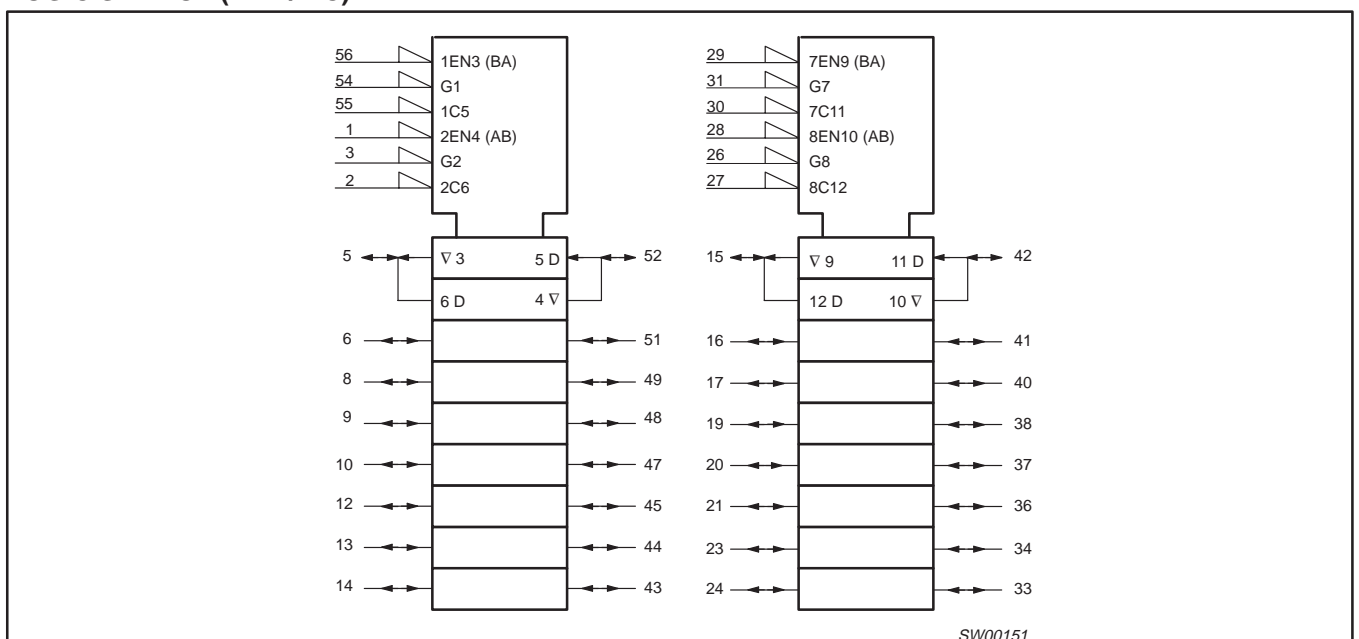 56 1EN3 (BA)
54 G1
55 1C5
1 2EN4 (AB)
3 G2
2 2C6
5 ∇ 3 5 D 52
6 D 4 ∇
6 51
8 49
9 48
10 47
12 45
13 44
14 43
29 7EN9 (BA)
31 G7
30 7C11
28 8EN10 (AB)
26 G8
27 8C12
15 ∇ 9 11 D 42
12 D 10 ∇
16 41
17 40
19 38
20 37
21 36
23 34
24 33
SW00151